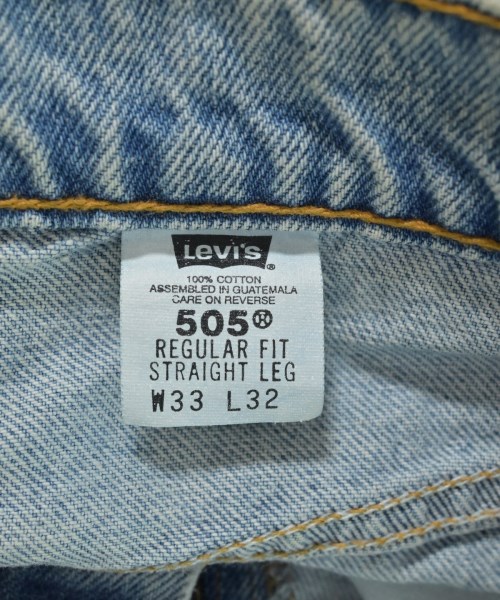 Levi's®
100% COTTON
ASSEMBLED IN GUATEMALA
CARE ON REVERSE
505®
REGULAR FIT
STRAIGHT LEG
W33 L32